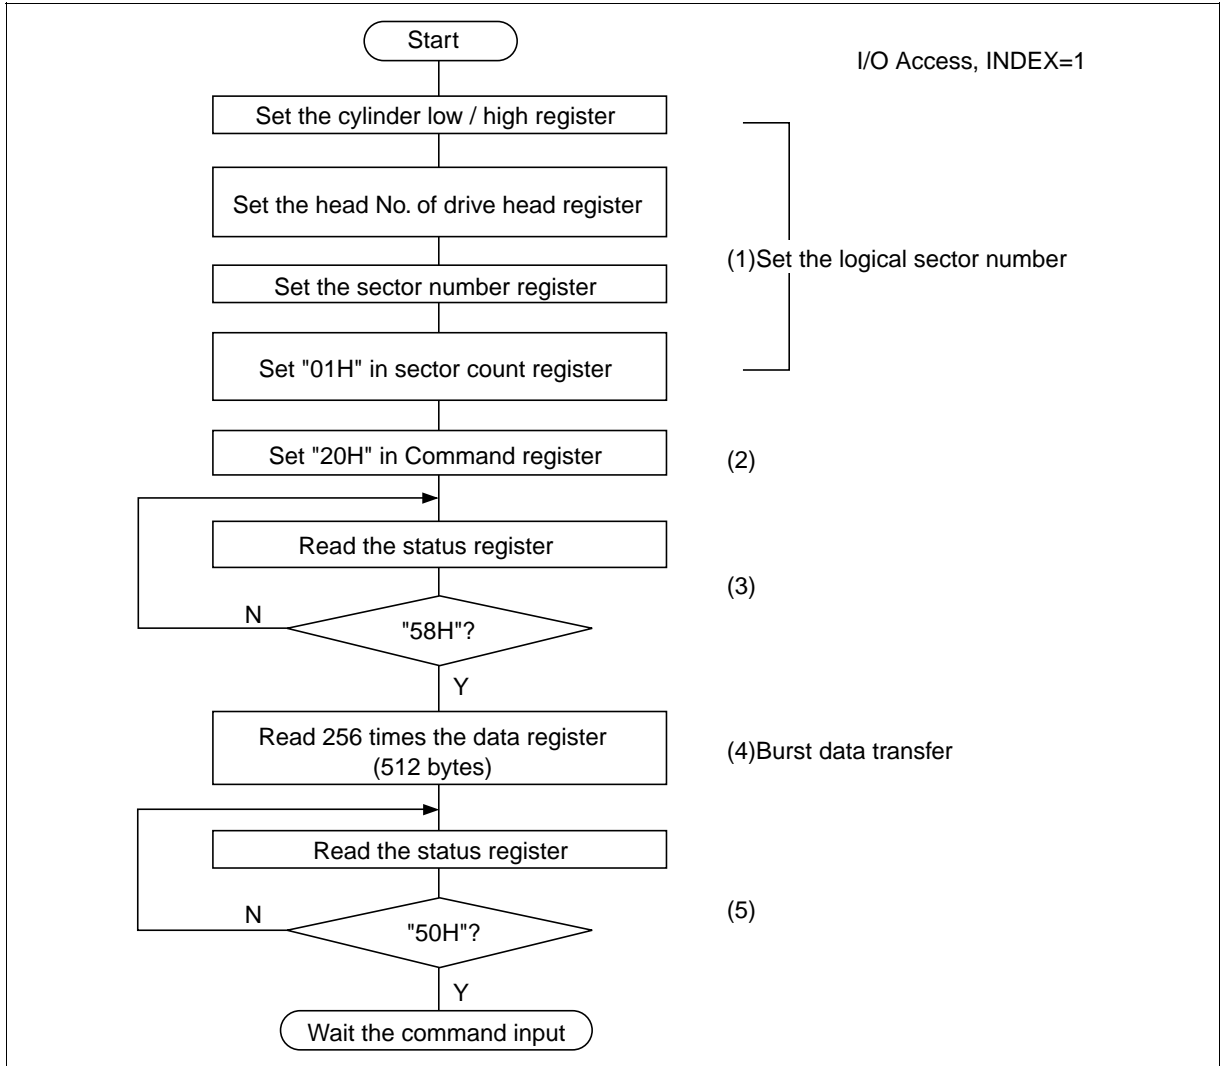 Start
I/O Access, INDEX=1
Set the cylinder low / high register
Set the head No. of drive head register
(1)Set the logical sector number
Set the sector number register
Set "01H" in sector count register
Set "20H" in Command register
(2)
Read the status register
(3)
N
"58H"?
Y
Read 256 times the data register
(512 bytes)
(4)Burst data transfer
Read the status register
N
(5)
"50H"?
Y
Wait the command input